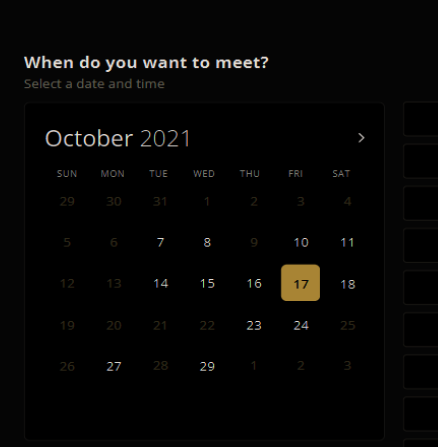 When do you want to meet?
Select a date and time
October 2021
SUN MON TUE WED THU FRI SAT
29 30 31 1 2 3 4
5 6 7 8 9 10 11
12 13 14 15 16 17 18
19 20 21 22 23 24 25
26 27 28 29 1 2 3